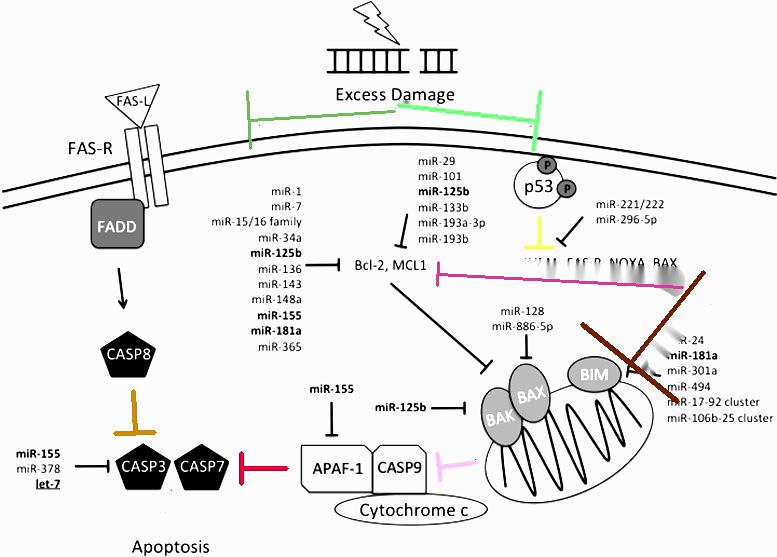 Excess Damage
FAS-L
FAS-R
FADD
CASP8
miR-29
miR-101
miR-125b
miR-133b
miR-193a-3p
miR-193b
P
p53
P
miR-1
miR-7
miR-15/16 family
miR-34a
miR-125b
miR-136
miR-143
miR-148a
miR-155
miR-181a
miR-365
Bcl-2, MCL1
miR-221/222
miR-296-5p
NOXA BAX
miR-128
miR-886-5p
BAK
BAX
BIM
miR-181a
miR-301a
miR-494
miR-17-92 cluster
miR-106b-25 cluster
miR-155
miR-125b
miR-155
miR-378
let-7
CASP3
CASP7
APAF-1
CASP9
Cytochrome c
Apoptosis